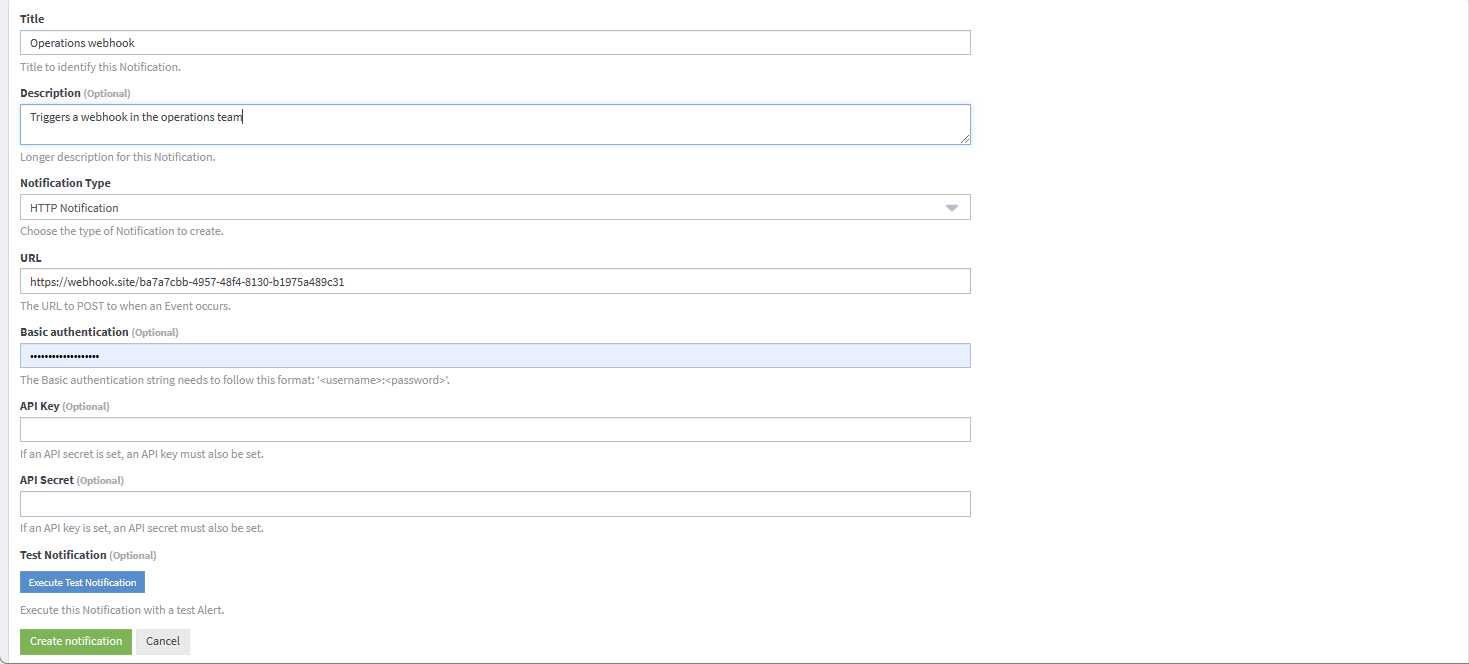 Title
Operations webhook
Title to identify this Notification.
Description (Optional)
Triggers a webhook in the operations team
Longer description for this Notification.
Notification Type
HTTP Notification
Choose the type of Notification to create.
URL
https://webhook.site/ba7a7cbb-4957-48f4-8130-b1975a489c31
The URL to POST to when an Event occurs.
Basic authentication (Optional)
•••••••••••••••••••
The Basic authentication string needs to follow this format: '<username>:<password>'.
API Key (Optional)
If an API secret is set, an API key must also be set.
API Secret (Optional)
If an API key is set, an API secret must also be set.
Test Notification (Optional)
Execute Test Notification
Execute this Notification with a test Alert.
Create notification Cancel